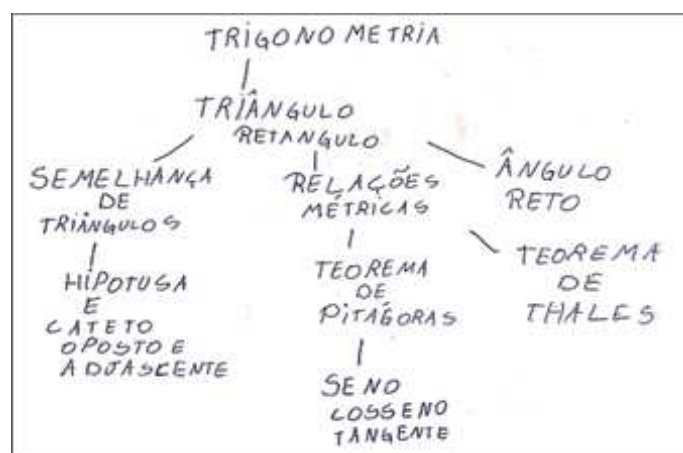 TRIGONOMETRIA
TRIÂNGULO
RETANGULO
SEMELHANÇA
DE
TRIÂNGULOS
HIPOTUSA
E
CATETO
OPOSTO E
ADJASCENTE
RELAÇÕES
MÉTRICAS
TEOREMA
DE
PITÁGORAS
SENO
COSSENO
TANGENTE
ÂNGULO
RETO
TEOREMA
DE
THALES